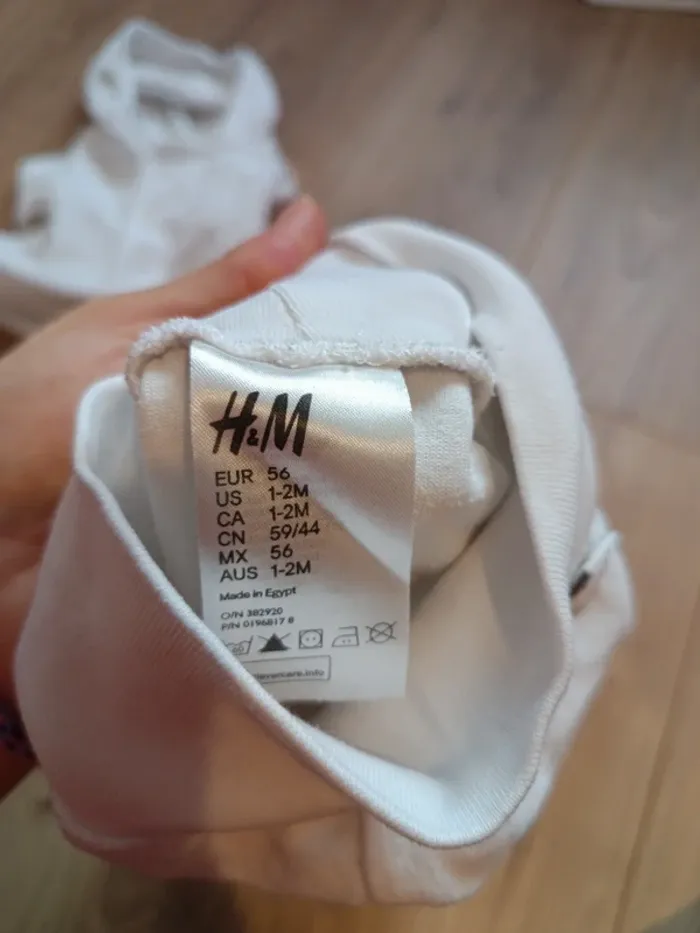 H&M
EUR 56
US 1-2M
CA 1-2M
CN 59/44
MX 56
AUS 1-2M
Made in Egypt
O/N 382920
P/N 0196817 8
60